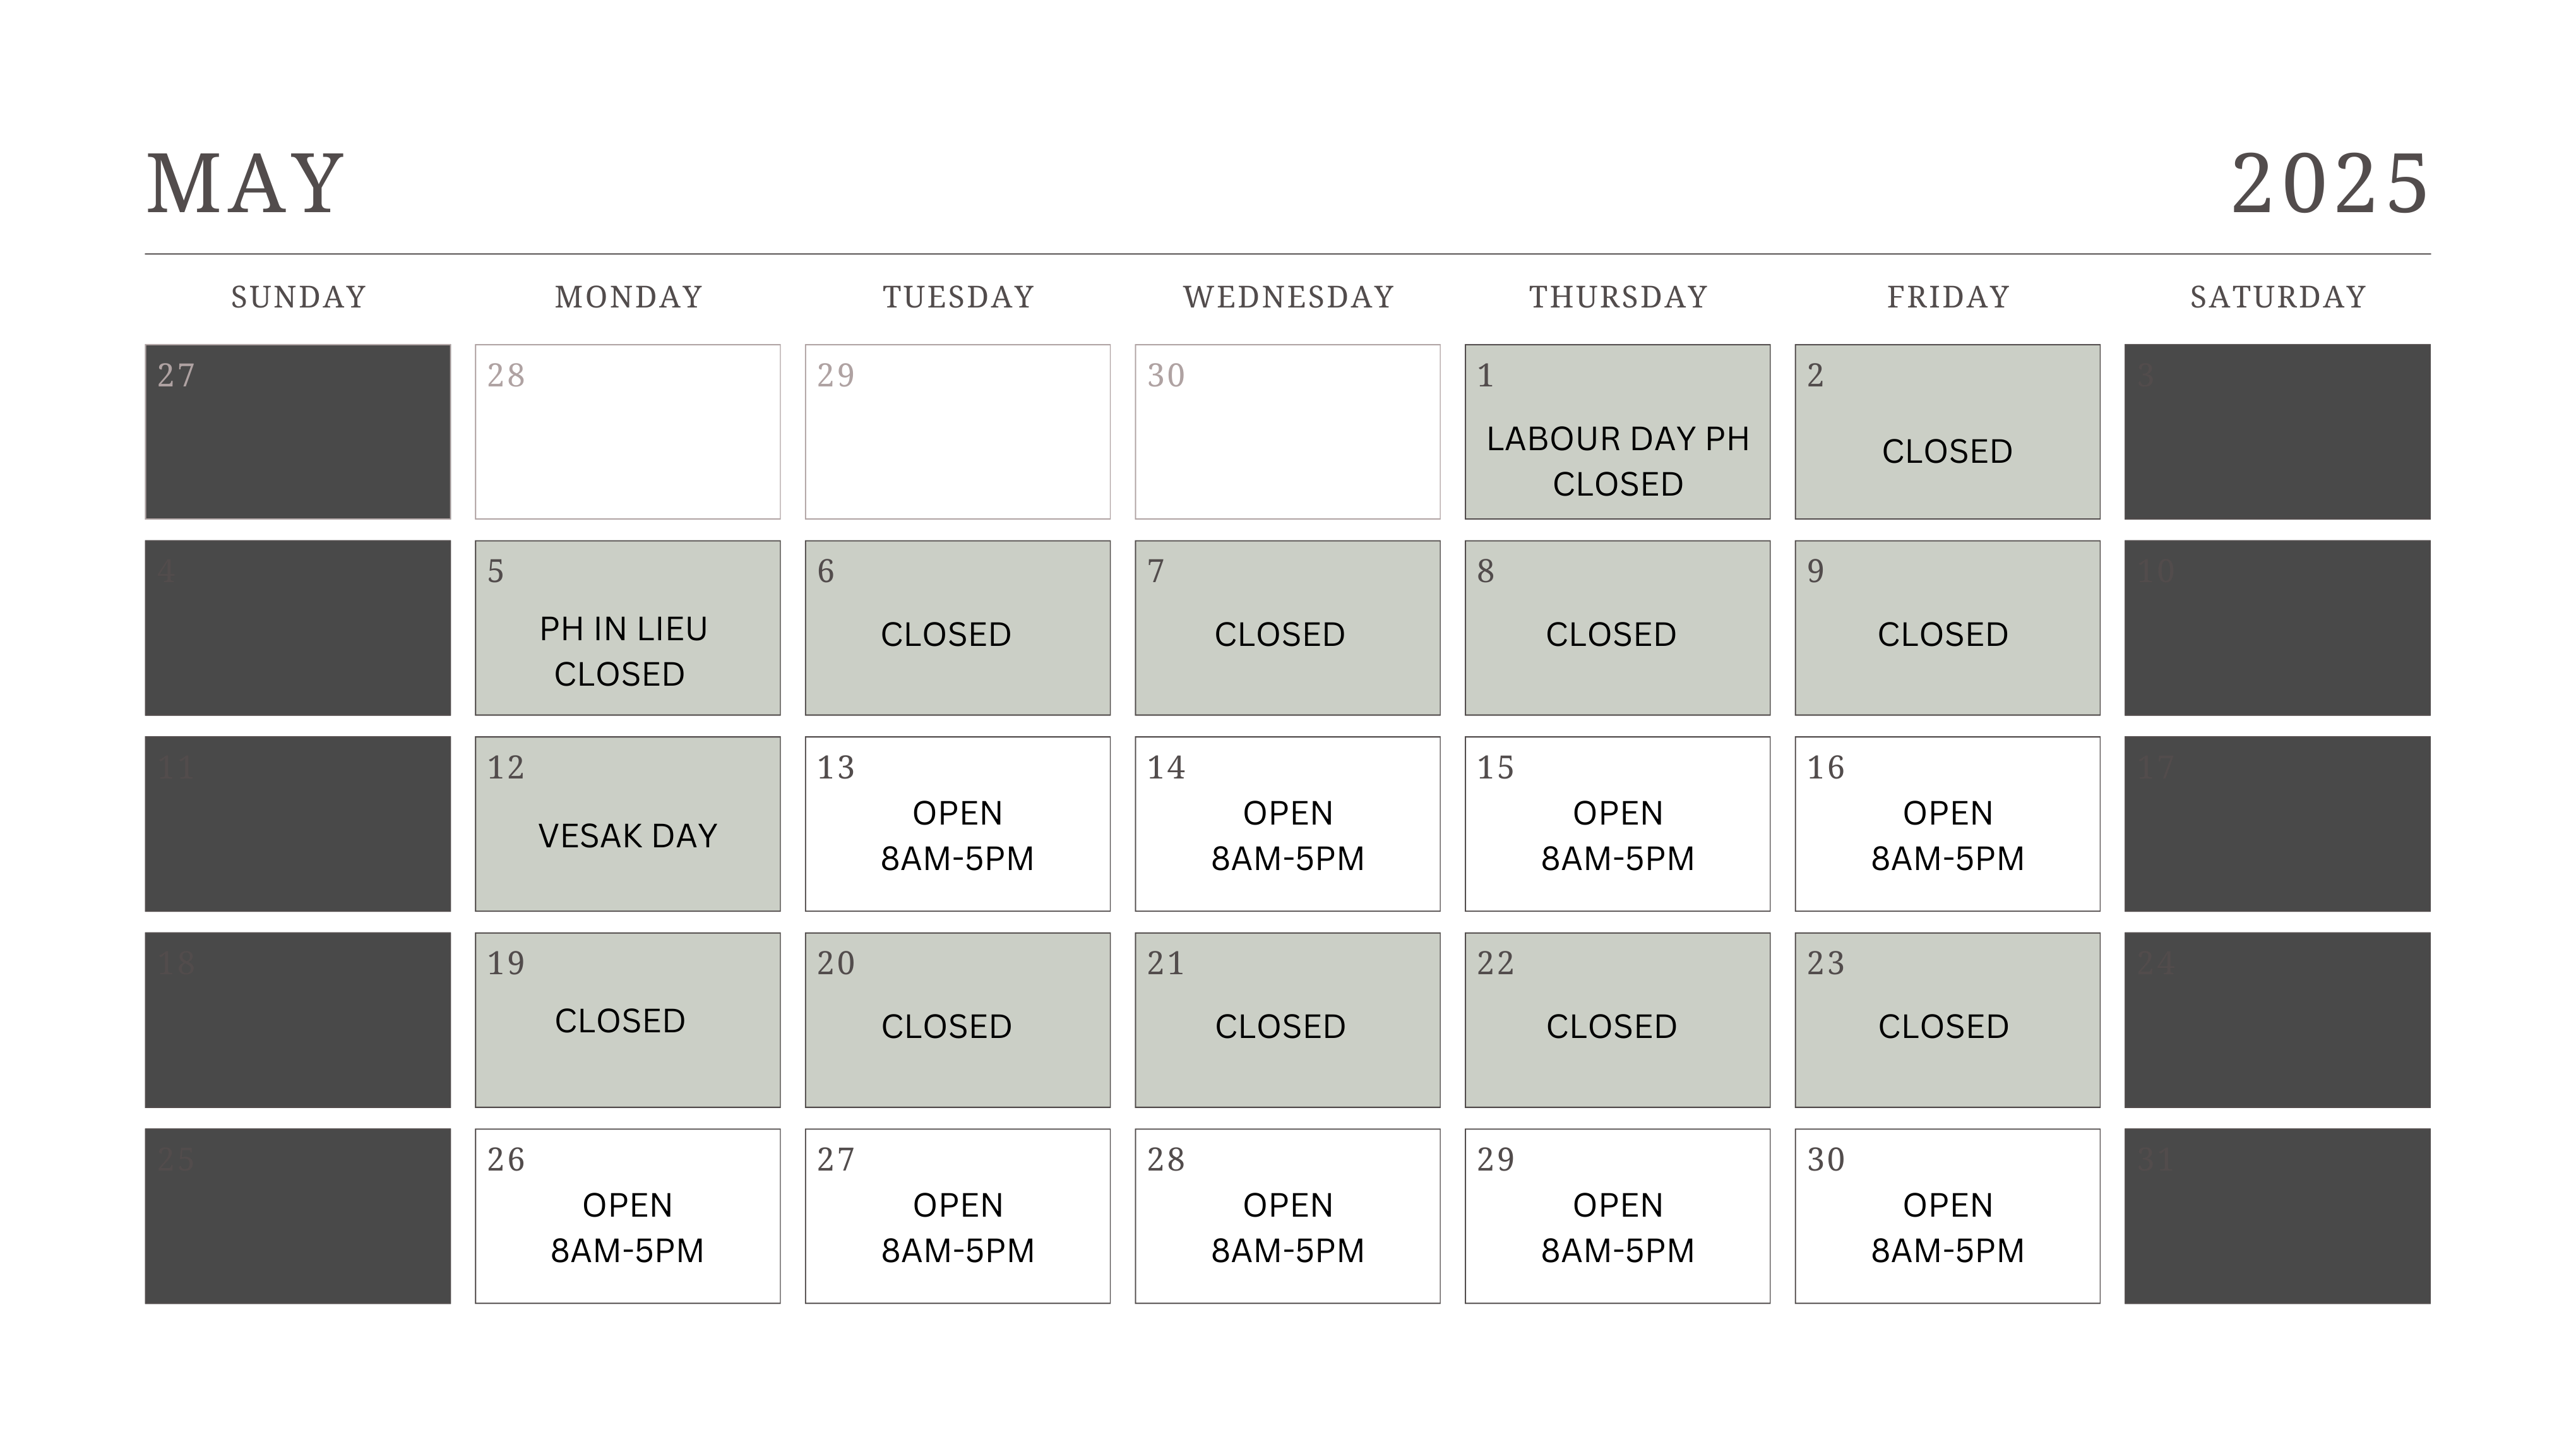 MAY 2025
SUNDAY MONDAY TUESDAY WEDNESDAY THURSDAY FRIDAY SATURDAY
27 28 29 30 1 2 3
LABOUR DAY PH
CLOSED
CLOSED
4 5 6 7 8 9 10
PH IN LIEU
CLOSED
CLOSED
CLOSED
CLOSED
CLOSED
11 12 13 14 15 16 17
VESAK DAY
OPEN
8AM-5PM
OPEN
8AM-5PM
OPEN
8AM-5PM
OPEN
8AM-5PM
18 19 20 21 22 23 24
CLOSED
CLOSED
CLOSED
CLOSED
CLOSED
25 26 27 28 29 30 31
OPEN
8AM-5PM
OPEN
8AM-5PM
OPEN
8AM-5PM
OPEN
8AM-5PM
OPEN
8AM-5PM